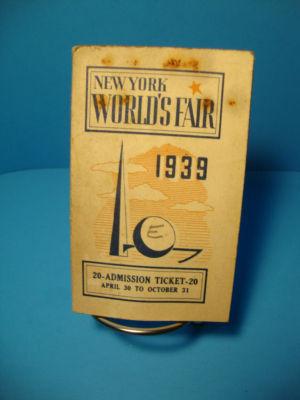 NEW YORK
WORLD'S FAIR
1939
20-ADMISSION TICKET-20
APRIL 30 TO OCTOBER 31